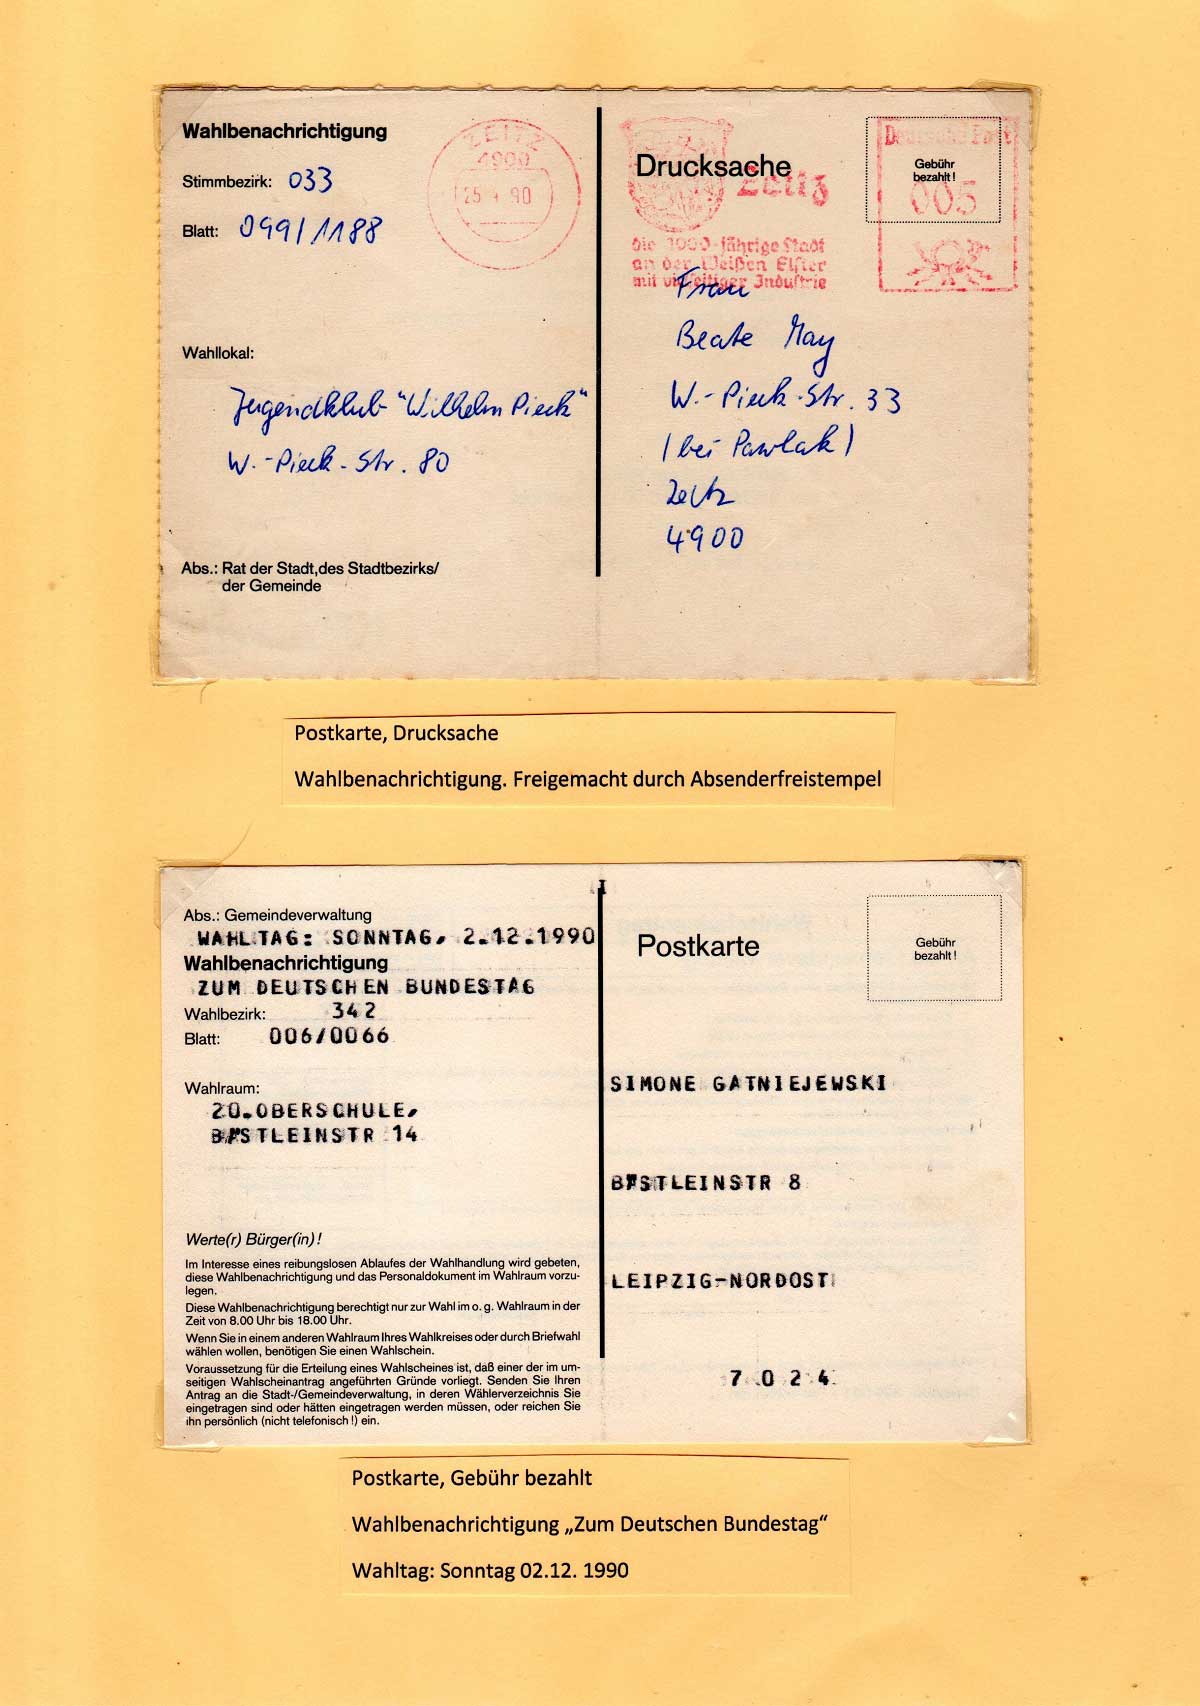 Wahlbenachrichtigung
Stimmbezirk: 033
Blatt: 099/1188
Wahllokal:
Jugendklub "Wilhelm Pieck"
W.-Pieck-Str. 80
Abs.: Rat der Stadt,des Stadtbezirks/
der Gemeinde
ZEITZ
4900
25 4 90
Drucksache
Zeitz
die 1000-jährige Stadt
an der Weißen Elster
mit vielseitiger Industrie
Deutsche Post
Gebühr
bezahlt!
005
Frau
Beate May
W.-Pieck-Str. 33
(bei Pawlak)
Zeitz
4900
Postkarte, Drucksache
Wahlbenachrichtigung. Freigemacht durch Absenderfreistempel
Abs.: Gemeindeverwaltung
WAHLTAG: SONNTAG, 2.12.1990
Wahlbenachrichtigung
ZUM DEUTSCHEN BUNDESTAG
Wahlbezirk: 342
Blatt: 006/0066
Wahlraum:
20.OBERSCHULE,
14
Werte(r) Bürger(in)!
Im Interesse eines reibungslosen Ablaufes der Wahlhandlung wird gebeten,
diese Wahlbenachrichtigung und das Personaldokument im Wahlraum vorzu-
legen.
Diese Wahlbenachrichtigung berechtigt nur zur Wahl im o. g. Wahlraum in der
Zeit von 8.00 Uhr bis 18.00 Uhr.
Wenn Sie in einem anderen Wahlraum Ihres Wahlkreises oder durch Briefwahl
wählen wollen, benötigen Sie einen Wahlschein.
Voraussetzung für die Erteilung eines Wahlscheines ist, daß einer der im um-
seitigen Wahlscheinantrag angeführten Gründe vorliegt. Senden Sie Ihren
Antrag an die Stadt-/Gemeindeverwaltung, in deren Wählerverzeichnis Sie
eingetragen sind oder hätten eingetragen werden müssen, oder reichen Sie
ihn persönlich (nicht telefonisch!) ein.
Postkarte
Gebühr
bezahlt!
SIMONE GATNIEJEWSKI
8
LEIPZIG-NORDOST
7024
Postkarte, Gebühr bezahlt
Wahlbenachrichtigung „Zum Deutschen Bundestag“
Wahltag: Sonntag 02.12. 1990